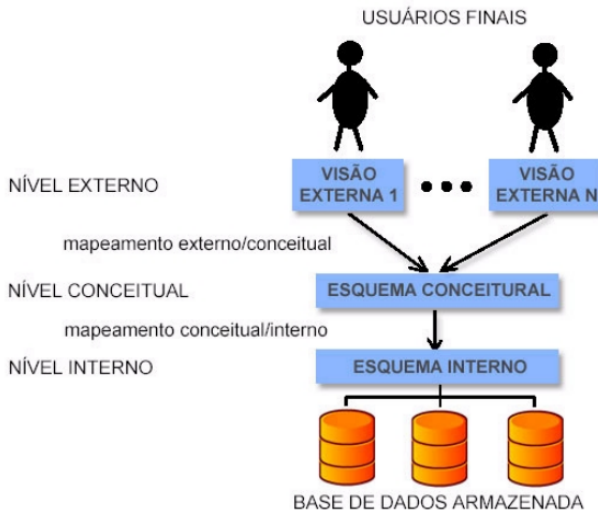 USUÁRIOS FINAIS
NÍVEL EXTERNO
VISÃO
EXTERNA 1
VISÃO
EXTERNA N
mapeamento externo/conceitual
NÍVEL CONCEITUAL
ESQUEMA CONCEITURAL
mapeamento conceitual/interno
NÍVEL INTERNO
ESQUEMA INTERNO
BASE DE DADOS ARMAZENADA